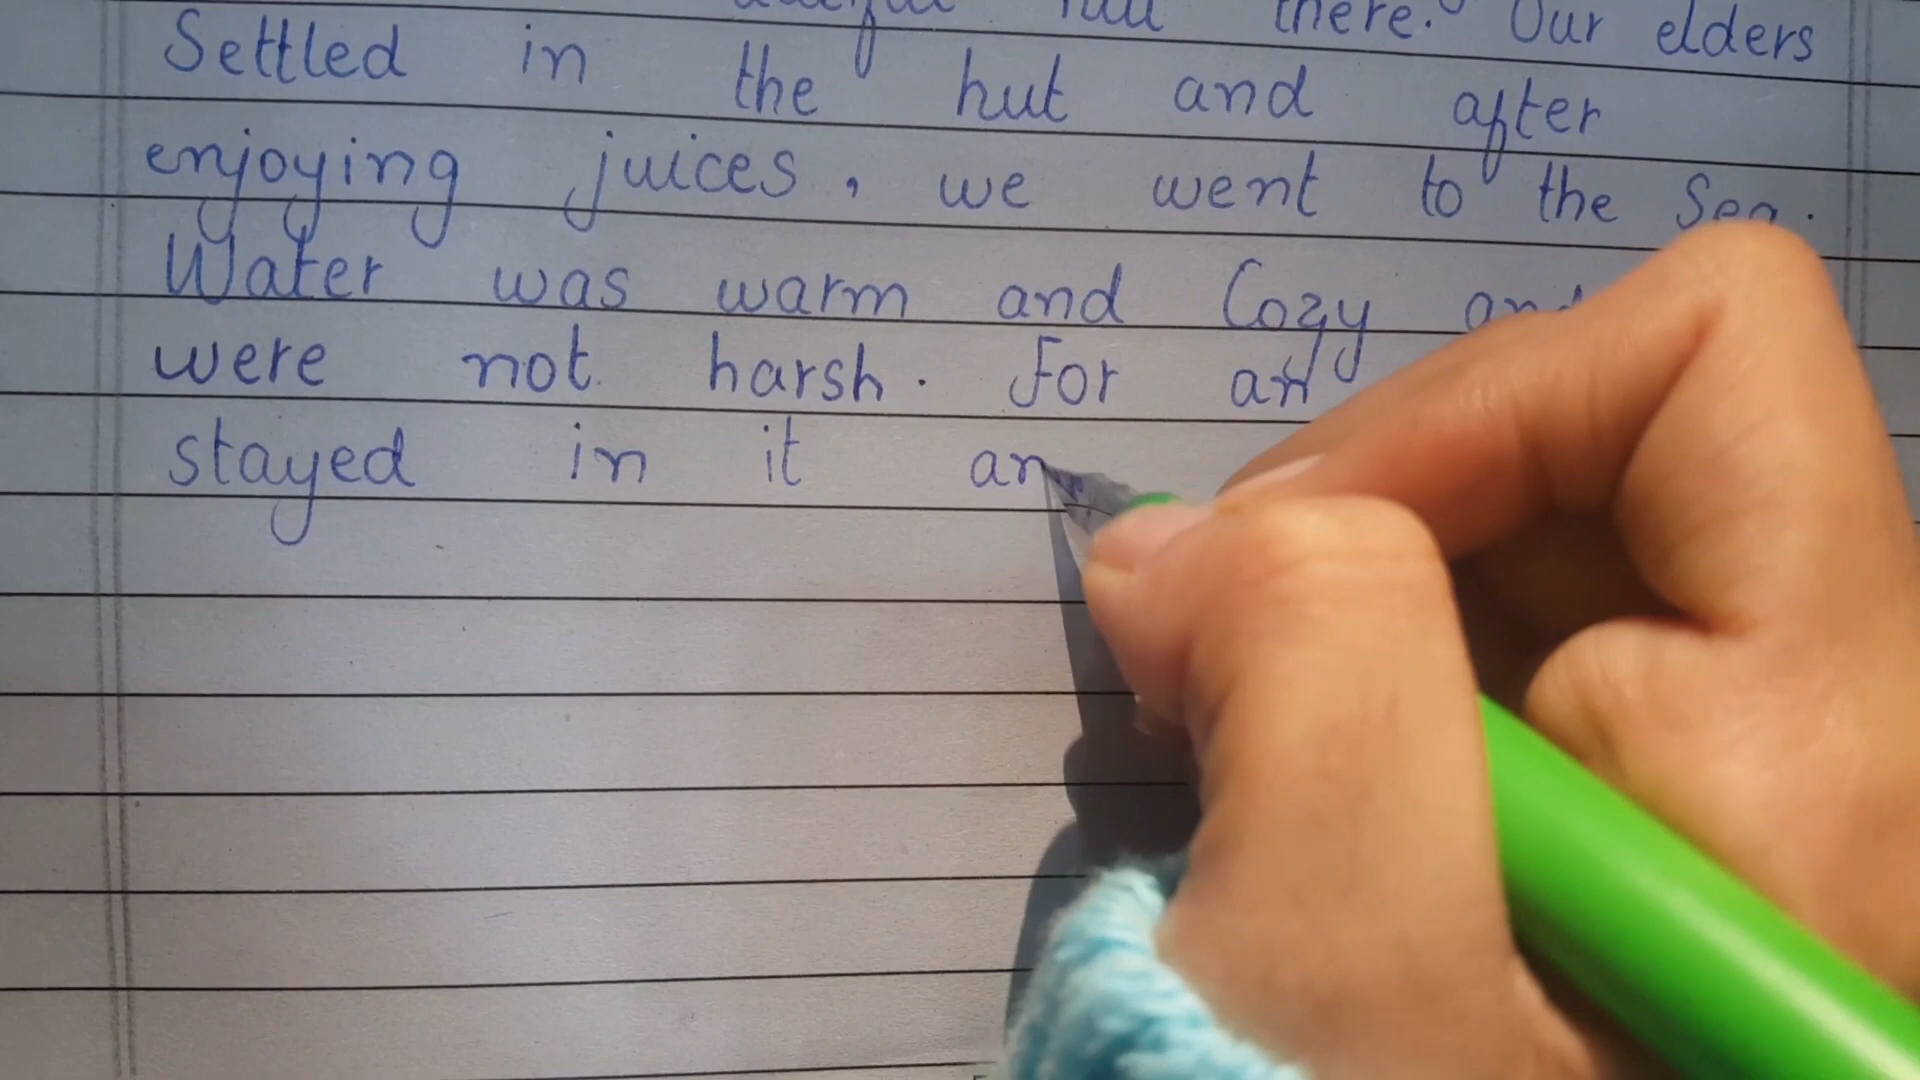 there. Our elders
Settled in the hut and after
enjoying juices, we went to the Sea.
Water was warm and Cozy and
were not harsh. For an
stayed in it an